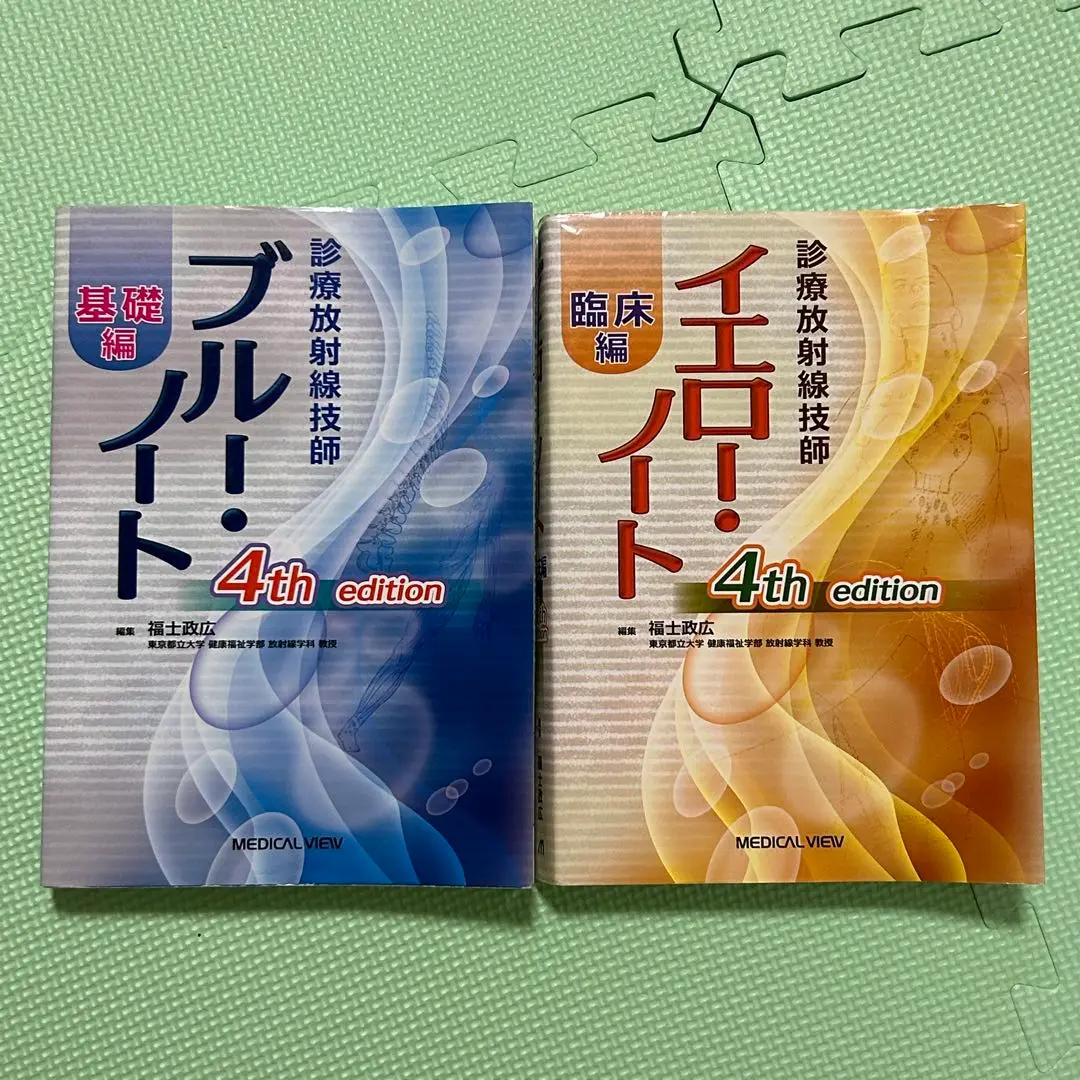 診療放射線技師
ブルー・
ノート
基礎
編
4th edition
編集 福士政広
東京都立大学 健康福祉学部 放射線学科 教授
MEDICAL VIEW
診療放射線技師
イエロー・
ノート
臨床
編
4th edition
編集 福士政広
東京都立大学 健康福祉学部 放射線学科 教授
MEDICAL VIEW